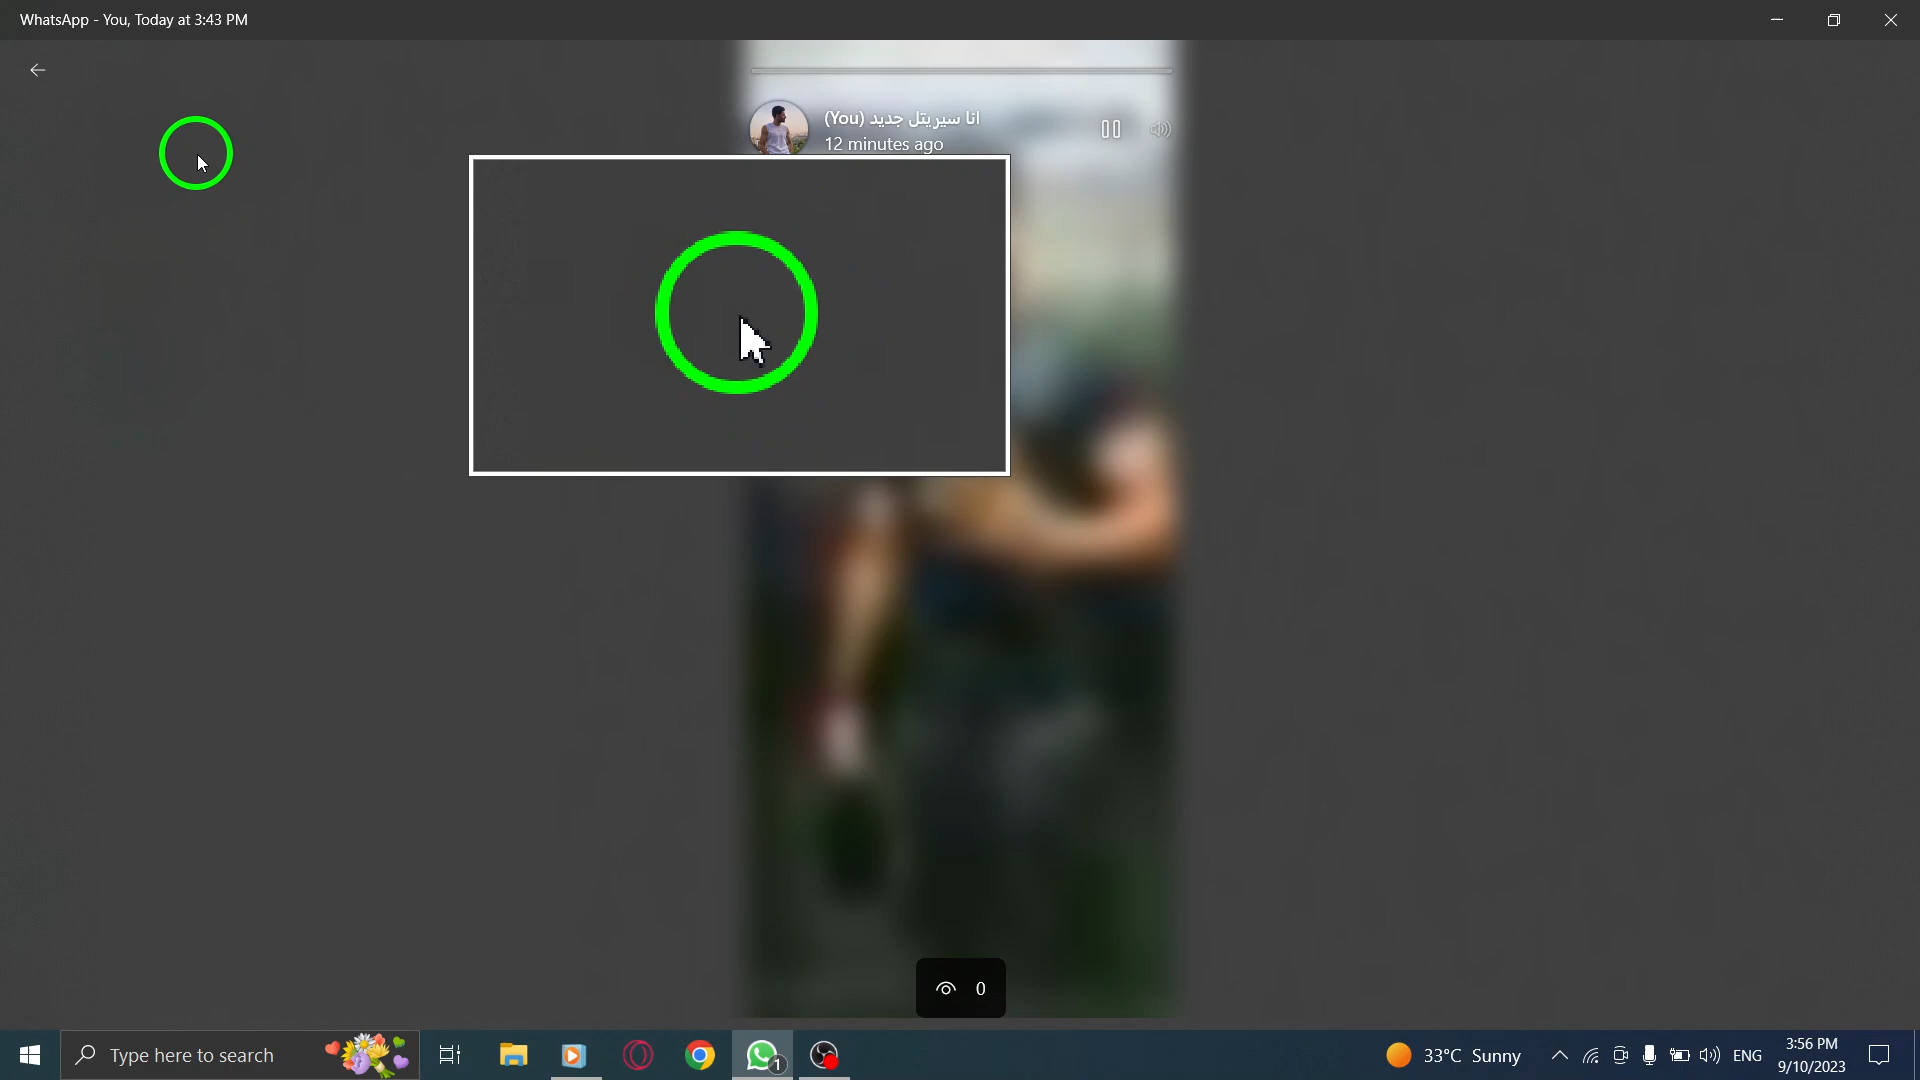 WhatsApp - You, Today at 3:43 PM
انا سيريتل جديد (You)
12 minutes ago
0
Type here to search
1
33°C Sunny
ENG
3:56 PM
9/10/2023